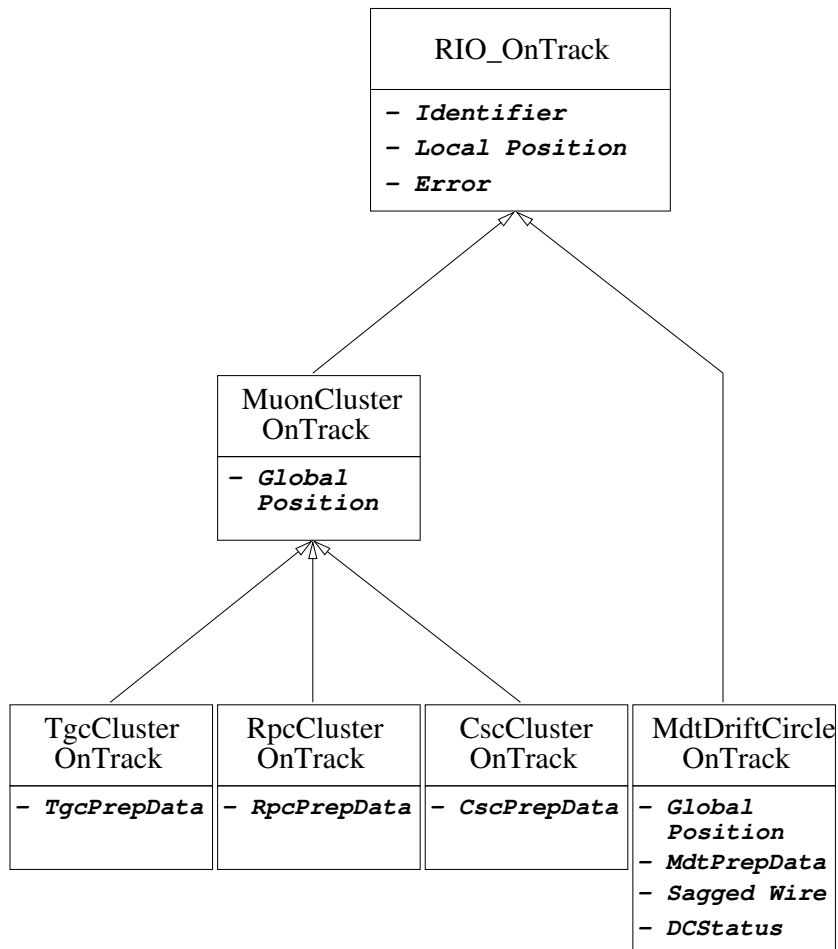 RIO_OnTrack
- Identifier
- Local Position
- Error
MuonCluster
OnTrack
- Global
Position
TgcCluster
OnTrack
- TgcPrepData
RpcCluster
OnTrack
- RpcPrepData
CscCluster
OnTrack
- CscPrepData
MdtDriftCircle
OnTrack
- Global
Position
- MdtPrepData
- Sagged Wire
- DCStatus